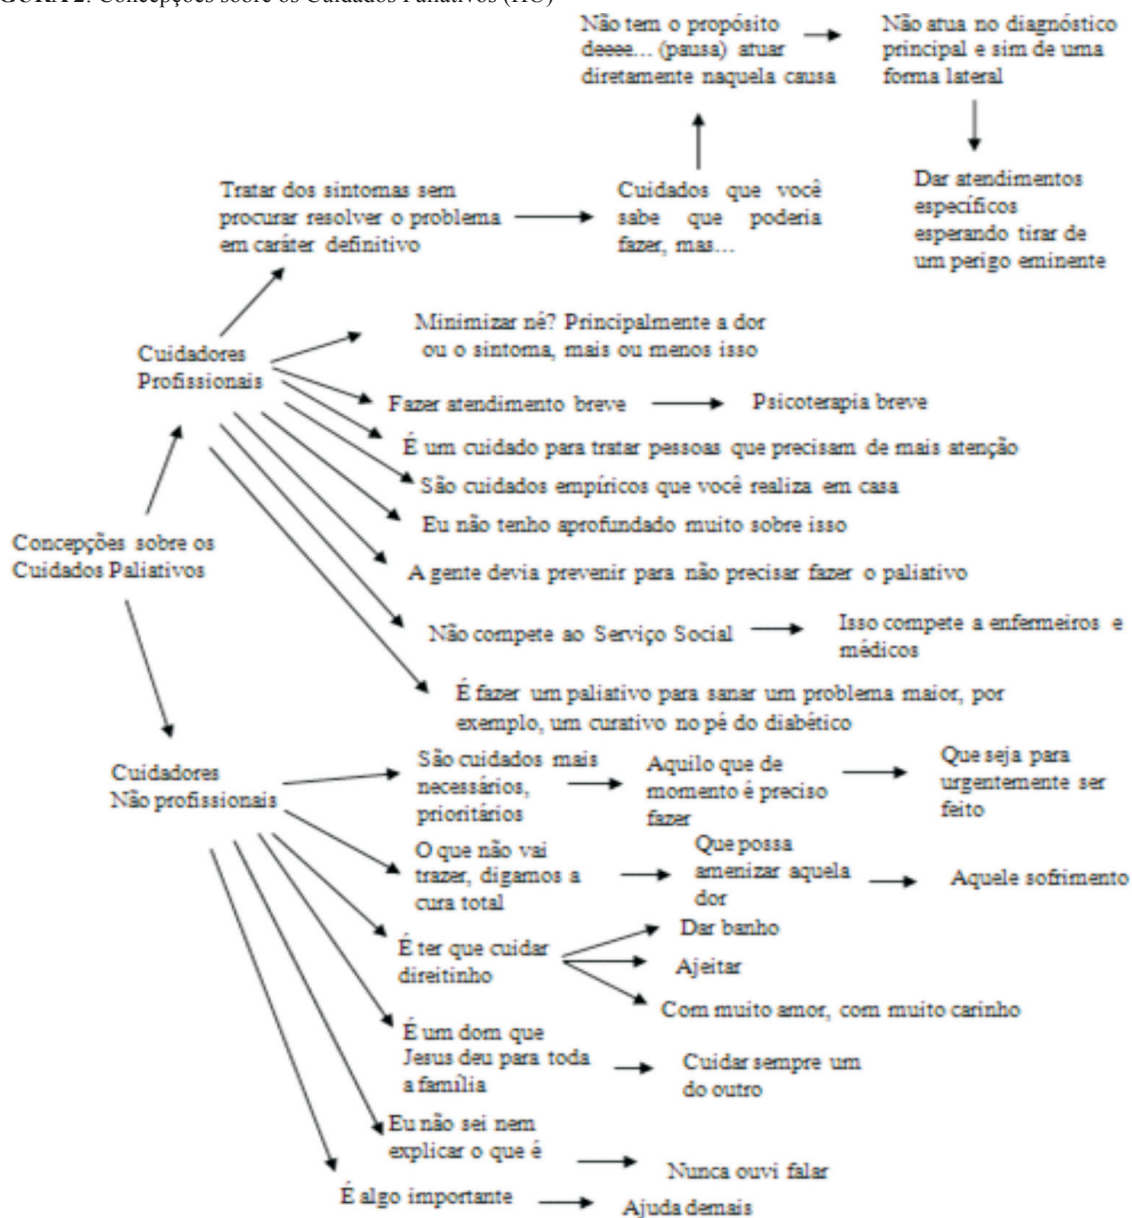 GURA 2. Concepções sobre os Cuidados Paliativos (HU)
Não tem o propósito
deeee... (pausa) atuar
diretamente naquela causa
Não atua no diagnóstico
principal e sim de uma
forma lateral
Tratar dos sintomas sem
procurar resolver o problema
em caráter definitivo
Cuidados que você
sabe que poderia
fazer, mas...
Dar atendimentos
específicos
esperando tirar de
um perigo eminente
Cuidadores
Profissionais
Minimizar né? Principalmente a dor
ou o sintoma, mais ou menos isso
Fazer atendimento breve
Psicoterapia breve
É um cuidado para tratar pessoas que precisam de mais atenção
São cuidados empíricos que você realiza em casa
Eu não tenho aprofundado muito sobre isso
Concepções sobre os
Cuidados Paliativos
A gente devia prevenir para não precisar fazer o paliativo
Não compete ao Serviço Social
Isso compete a enfermeiros e
médicos
É fazer um paliativo para sanar um problema maior, por
exemplo, um curativo no pé do diabético
Cuidadores
Não profissionais
São cuidados mais
necessários,
prioritários
Aquilo que de
momento é preciso
fazer
Que seja para
urgentemente ser
feito
O que não vai
trazer, digamos a
cura total
Que possa
amenizar aquela
dor
Aquele sofrimento
É ter que cuidar
direitinho
Dar banho
Ajeitar
Com muito amor, com muito carinho
É um dom que
Jesus deu para toda
a família
Cuidar sempre um
do outro
Eu não sei nem
explicar o que é
Nunca ouvi falar
É algo importante
Ajuda demais